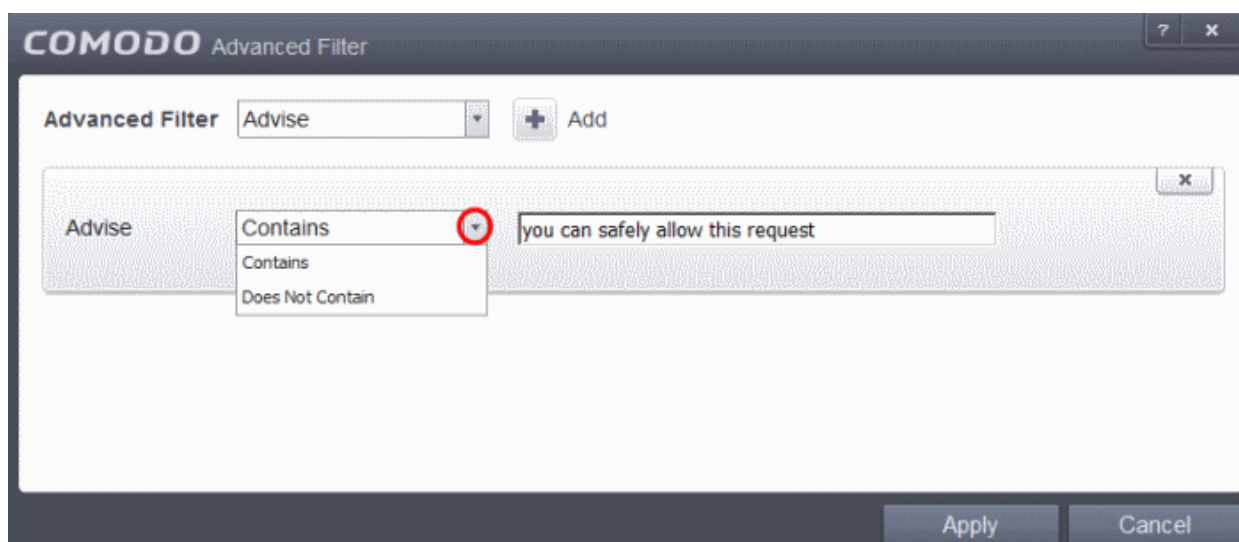 COMODO Advanced Filter ? x
Advanced Filter Advise + Add
x
Advise Contains you can safely allow this request
Contains
Does Not Contain
Apply Cancel